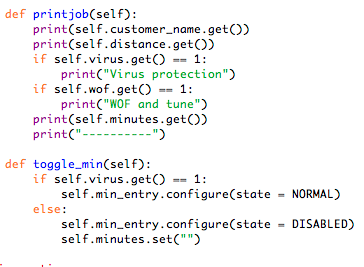 def printjob(self):
    print(self.customer_name.get())
    print(self.distance.get())
    if self.virus.get() == 1:
        print("Virus protection")
    if self.wof.get() == 1:
        print("WOF and tune")
    print(self.minutes.get())
    print("----------")

def toggle_min(self):
    if self.virus.get() == 1:
        self.min_entry.configure(state = NORMAL)
    else:
        self.min_entry.configure(state = DISABLED)
        self.minutes.set("")